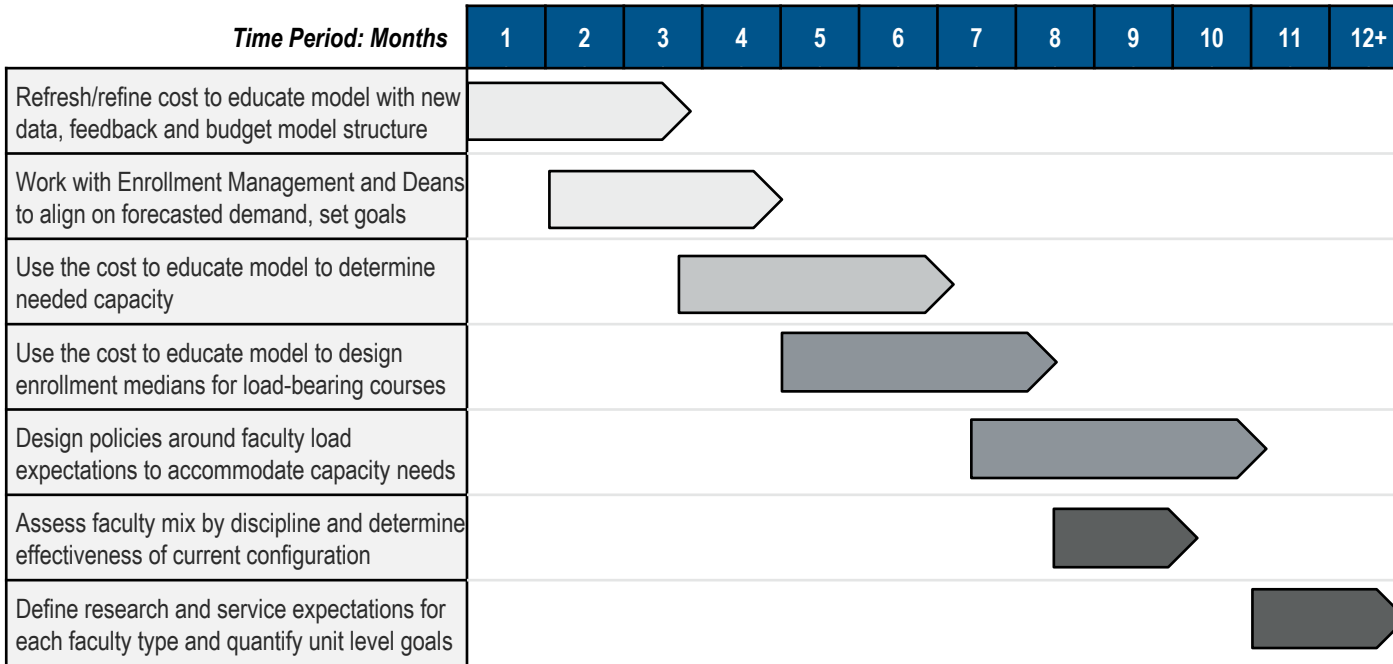 Time Period: Months 1 2 3 4 5 6 7 8 9 10 11 12+
Refresh/refine cost to educate model with new
data, feedback and budget model structure
Work with Enrollment Management and Deans
to align on forecasted demand, set goals
Use the cost to educate model to determine
needed capacity
Use the cost to educate model to design
enrollment medians for load-bearing courses
Design policies around faculty load
expectations to accommodate capacity needs
Assess faculty mix by discipline and determine
effectiveness of current configuration
Define research and service expectations for
each faculty type and quantify unit level goals